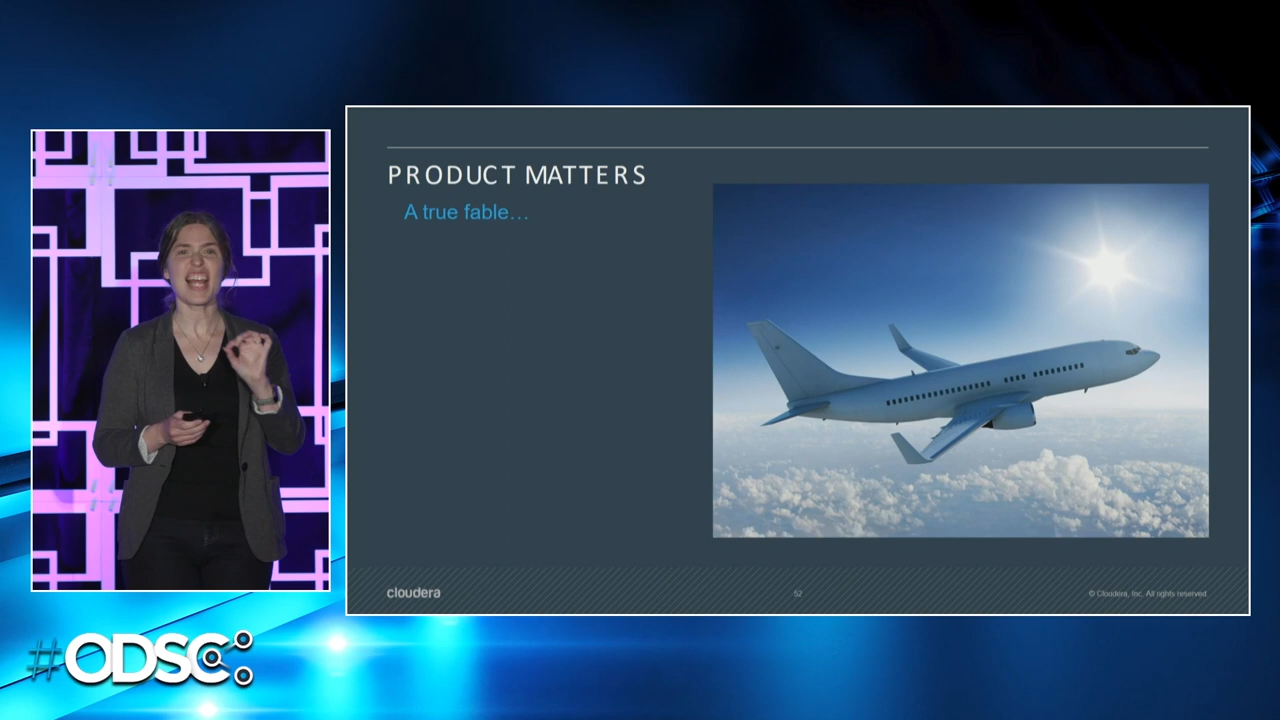 PRODUCT MATTERS
A true fable…
cloudera
52
© Cloudera, Inc. All rights reserved.
#ODSC